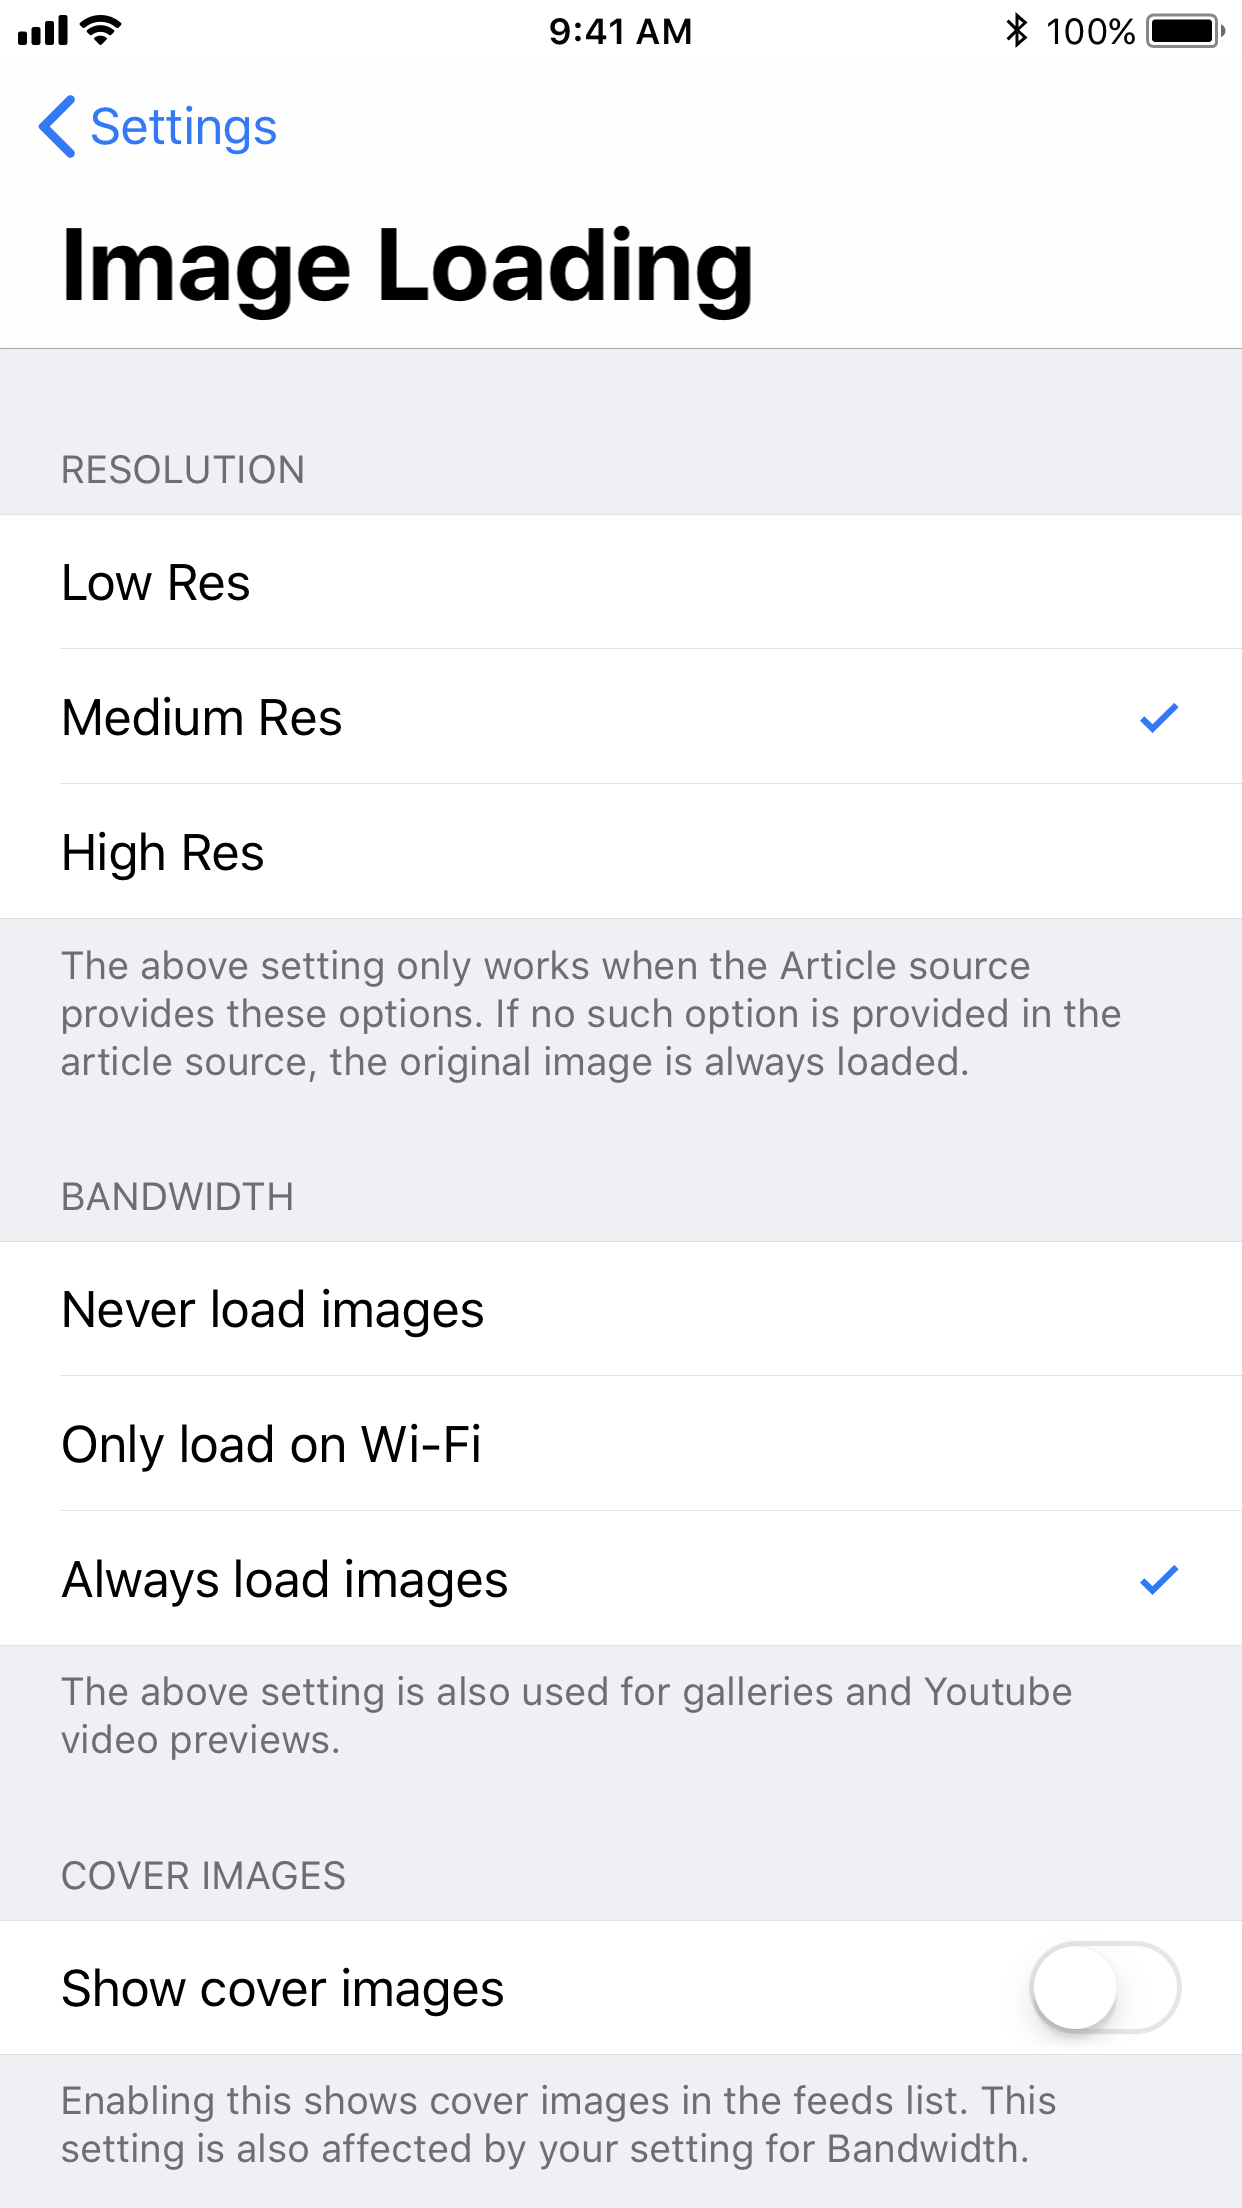 9:41 AM
100%
Settings
Image Loading
RESOLUTION
Low Res
Medium Res
High Res
The above setting only works when the Article source
provides these options. If no such option is provided in the
article source, the original image is always loaded.
BANDWIDTH
Never load images
Only load on Wi-Fi
Always load images
The above setting is also used for galleries and Youtube
video previews.
COVER IMAGES
Show cover images
Enabling this shows cover images in the feeds list. This
setting is also affected by your setting for Bandwidth.